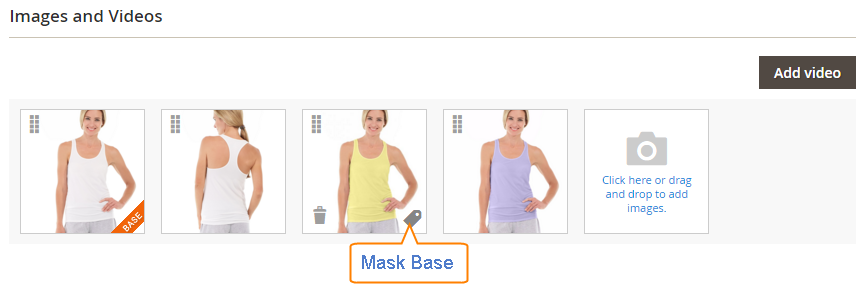 Images and Videos
Add video
BASE
Click here or drag
and drop to add
images.
Mask Base